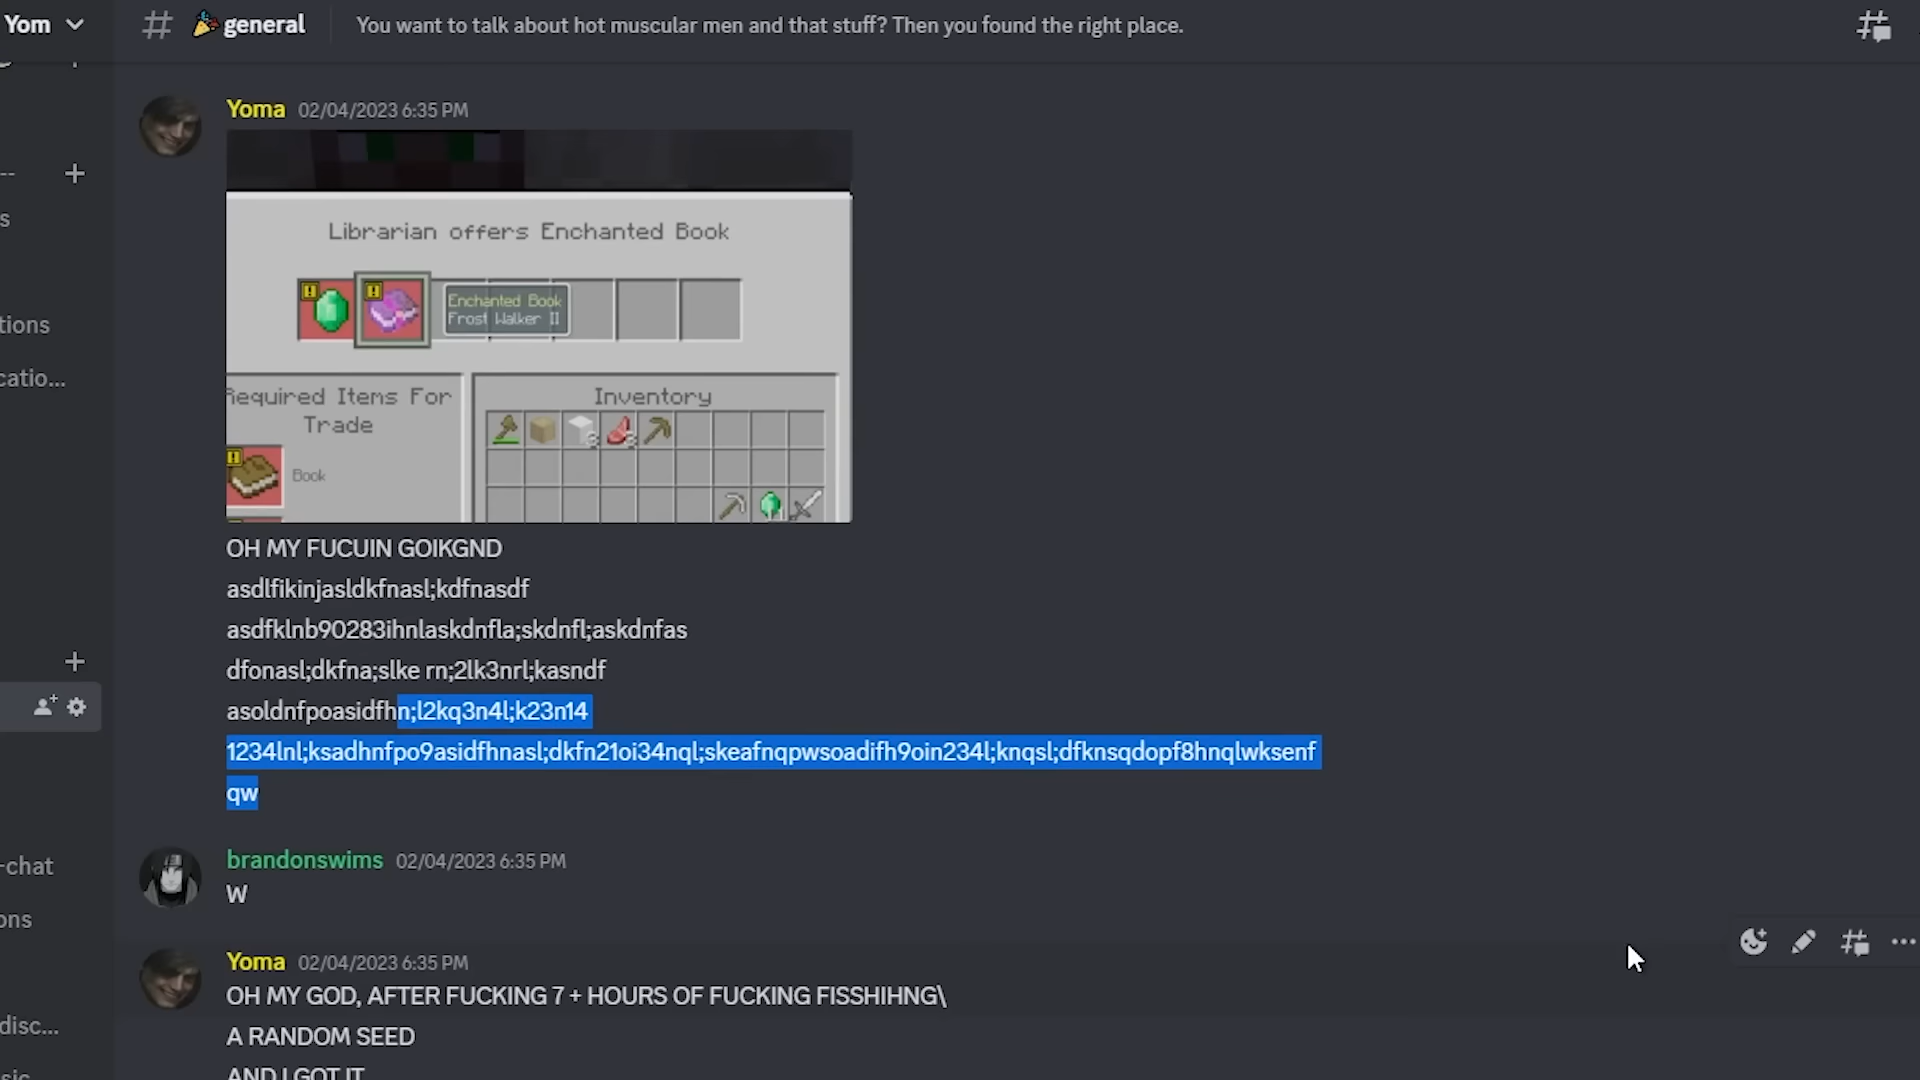 Yom
general
You want to talk about hot muscular men and that stuff? Then you found the right place.
Yoma 02/04/2023 6:35 PM
Librarian offers Enchanted Book
Enchanted Book
Frost Walker II
Required Items For
Trade
Inventory
Book
OH MY FUCUIN GOIKGND
asdlfikinjasldkfnasl;kdfnasdf
asdfklnb90283ihnlaskdnfla;skdnfl;askdnfas
dfonasl;dkfna;slke rn;2lk3nrl;kasndf
asoldnfpoasidfhn;l2kq3n4l;k23n14
1234lnl;ksadhnfpo9asidfhnasl;dkfn21oi34nql;skeafnqpwsoadifh9oin234l;knqsl;dfknsqdopf8hnqlwksenf
qw
brandonswims 02/04/2023 6:35 PM
W
Yoma 02/04/2023 6:35 PM
OH MY GOD, AFTER FUCKING 7 + HOURS OF FUCKING FISSHIHNG\
A RANDOM SEED
AND I GOT IT
--
s
tions
catio...
-chat
ons
disc...
sic